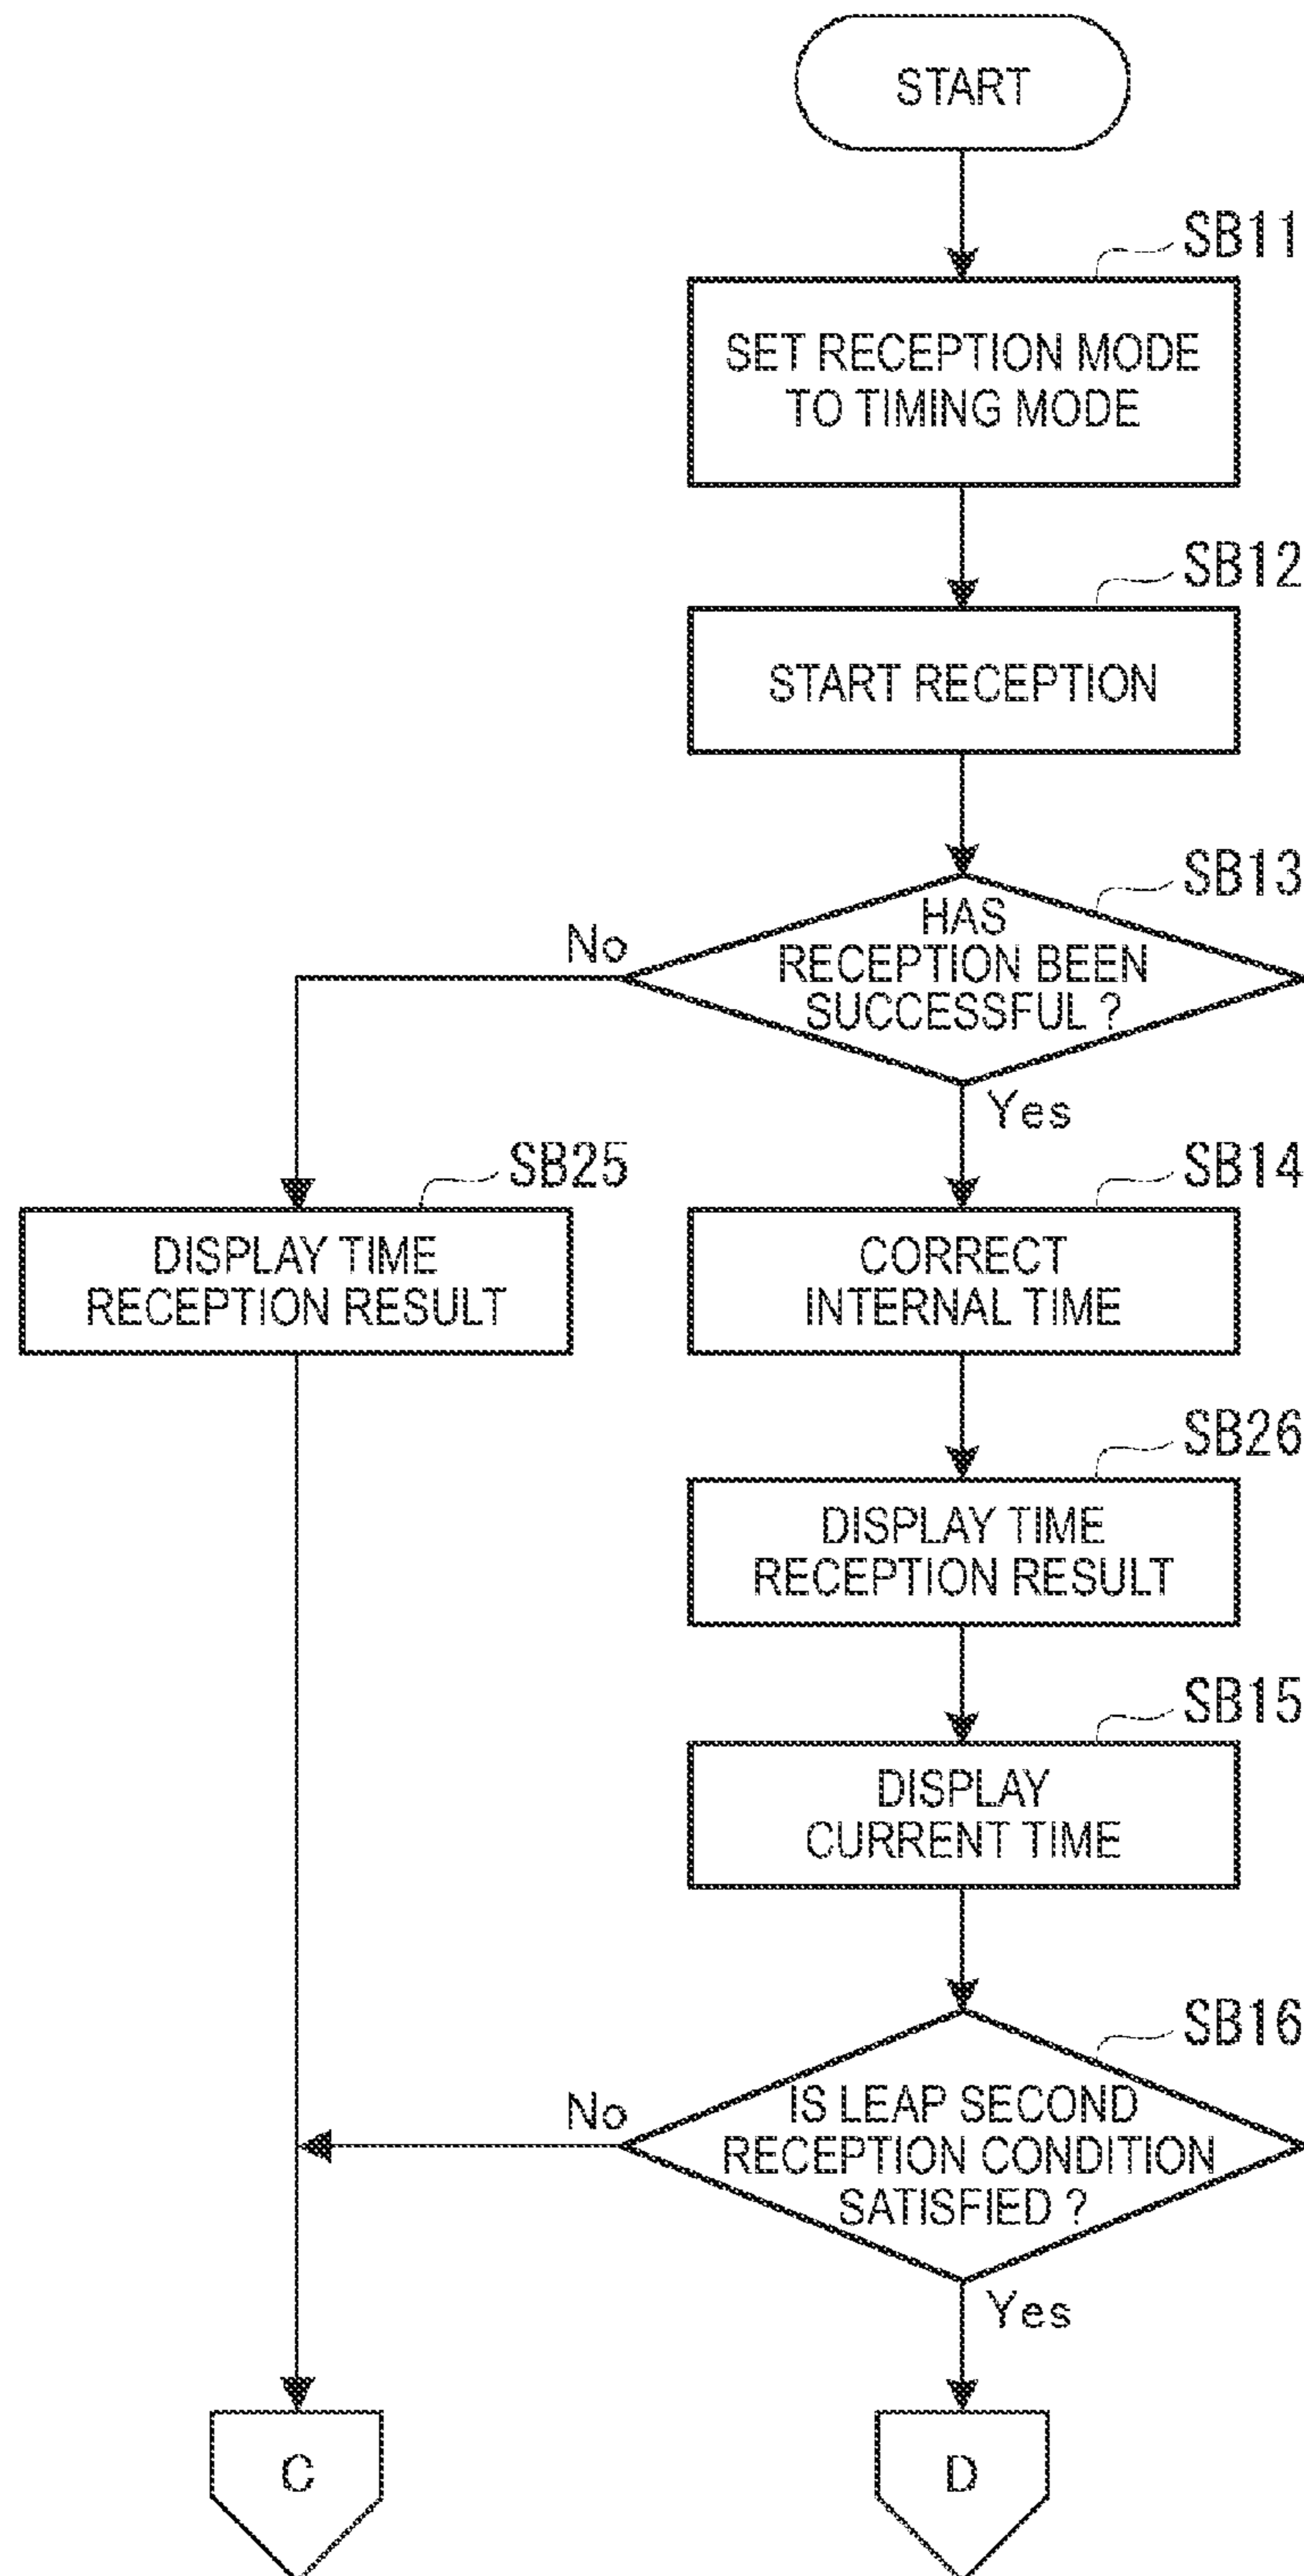 START
SB11
SET RECEPTION MODE
TO TIMING MODE
SB12
START RECEPTION
SB13
HAS
RECEPTION BEEN
SUCCESSFUL ?
No
Yes
SB25
DISPLAY TIME
RECEPTION RESULT
SB14
CORRECT
INTERNAL TIME
SB26
DISPLAY TIME
RECEPTION RESULT
SB15
DISPLAY
CURRENT TIME
SB16
IS LEAP SECOND
RECEPTION CONDITION
SATISFIED ?
No
Yes
C
D